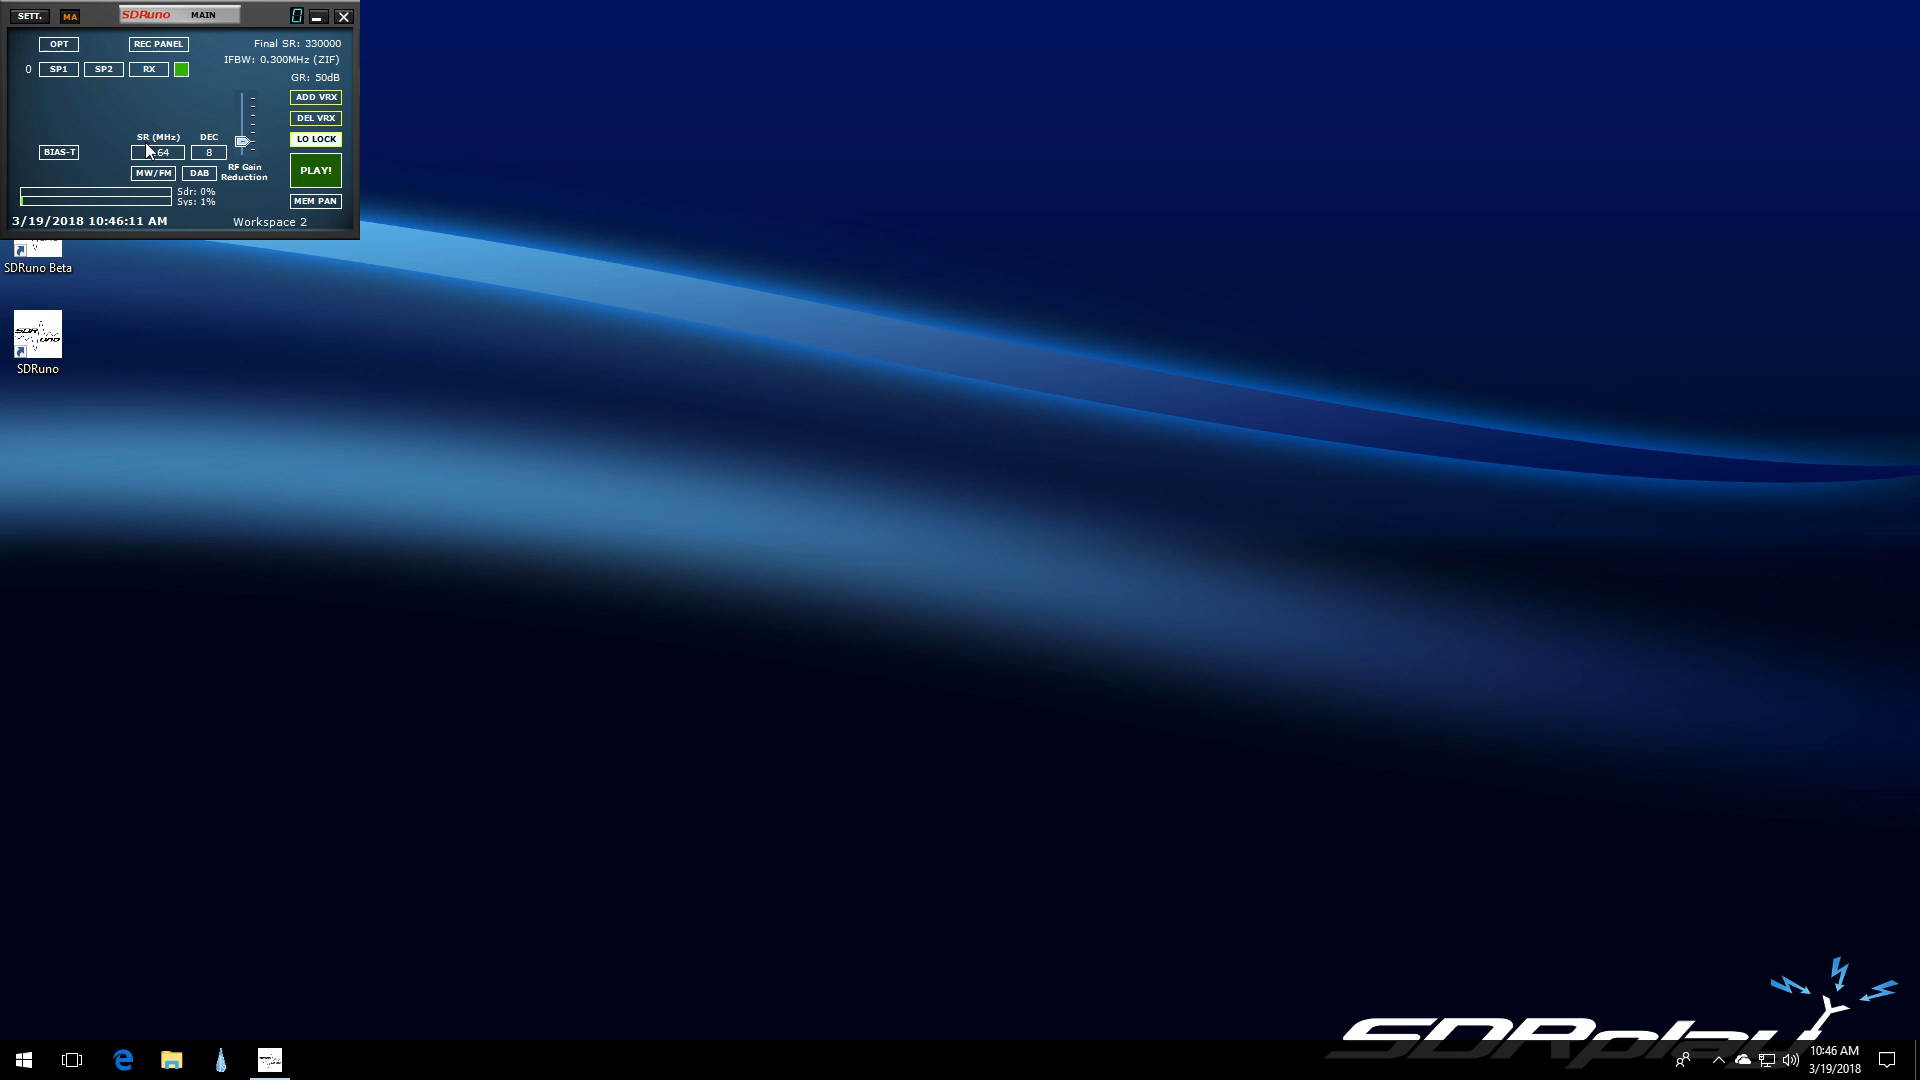 SETT. MA SDRuno MAIN 0
OPT REC PANEL Final SR: 330000
IFBW: 0.300MHz (ZIF)
0 SP1 SP2 RX
GR: 50dB
ADD VRX
DEL VRX
SR (MHz) DEC LO LOCK
BIAS-T 64 8
MW/FM DAB RF Gain Reduction PLAY!
Sdr: 0%
Sys: 1% MEM PAN
3/19/2018 10:46:11 AM Workspace 2
SDRuno Beta
SDR
uno
SDRuno
SDRplay
10:46 AM
3/19/2018